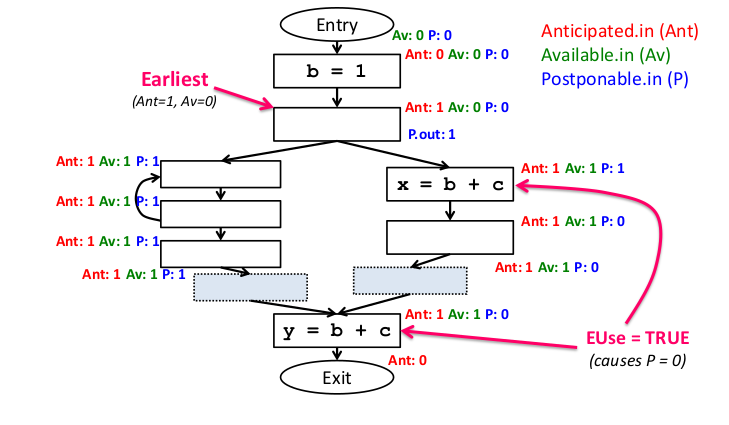 Entry
Av: 0 P: 0
Anticipated.in (Ant)
Available.in (Av)
Postponable.in (P)
Ant: 0 Av: 0 P: 0
b = 1
Earliest
(Ant=1, Av=0)
Ant: 1 Av: 0 P: 0
P.out: 1
Ant: 1 Av: 1 P: 1
Ant: 1 Av: 1 P: 1
x = b + c
Ant: 1 Av: 1 P: 1
Ant: 1 Av: 1 P: 0
Ant: 1 Av: 1 P: 1
Ant: 1 Av: 1 P: 1
Ant: 1 Av: 1 P: 0
Ant: 1 Av: 1 P: 0
y = b + c
EUse = TRUE
(causes P = 0)
Ant: 0
Exit